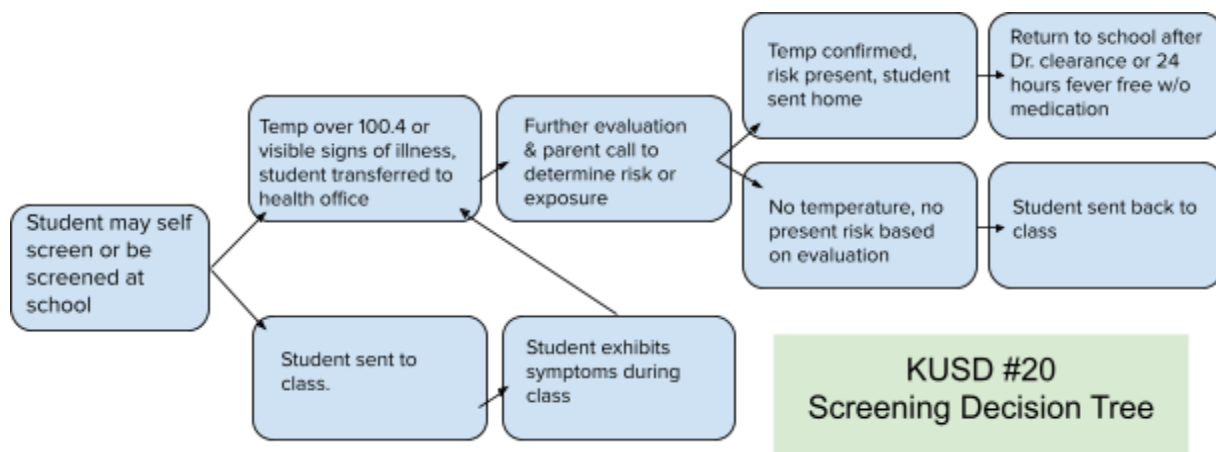 Student may self
screen or be
screened at
school
Temp over 100.4 or
visible signs of illness,
student transferred to
health office
Further evaluation
& parent call to
determine risk or
exposure
Temp confirmed,
risk present, student
sent home
Return to school after
Dr. clearance or 24
hours fever free w/o
medication
No temperature, no
present risk based
on evaluation
Student sent back to
class
Student sent to
class.
Student exhibits
symptoms during
class
KUSD #20
Screening Decision Tree